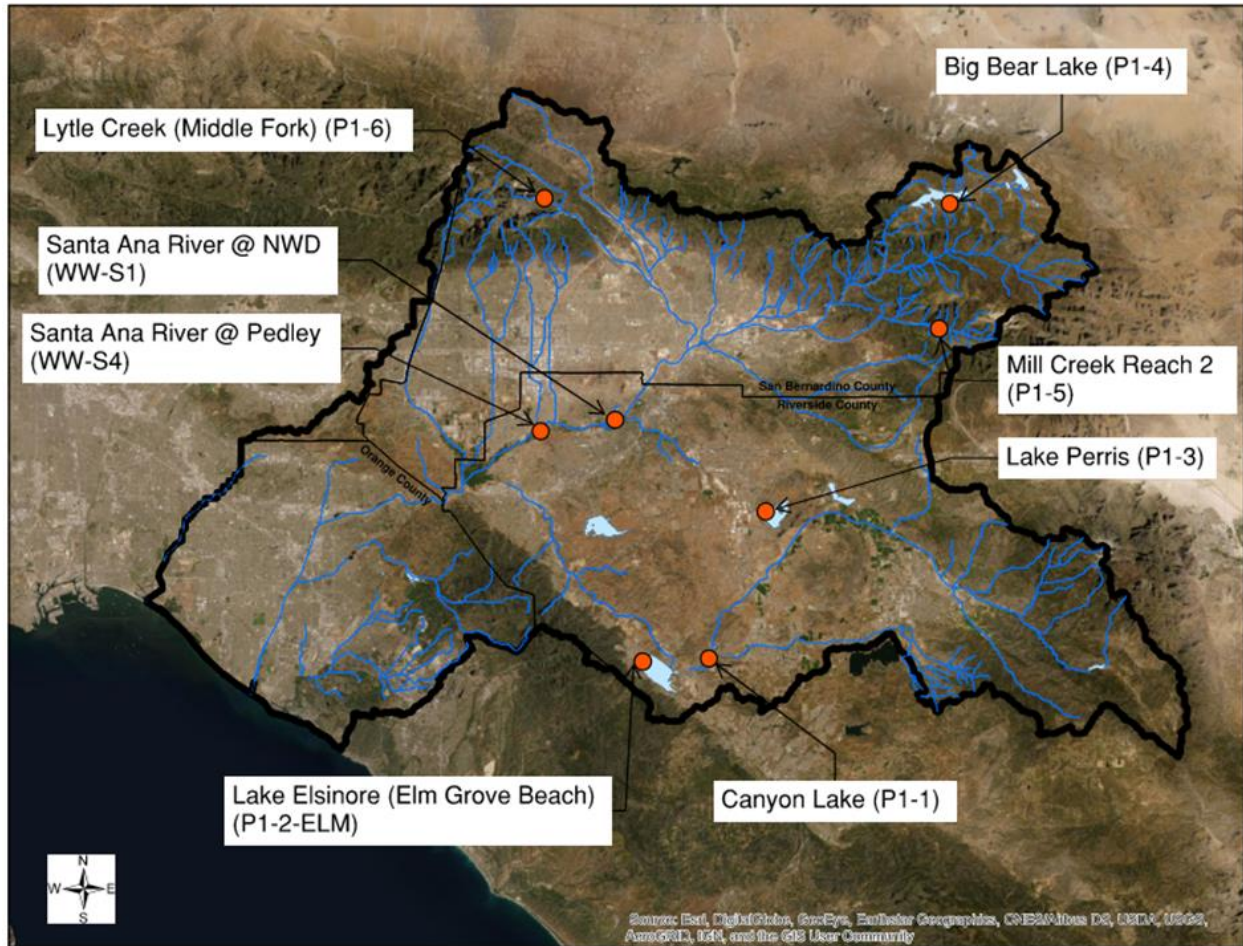 Big Bear Lake (P1-4)
Lytle Creek (Middle Fork) (P1-6)
Santa Ana River @ NWD
(WW-S1)
Santa Ana River @ Pedley
(WW-S4)
Mill Creek Reach 2
(P1-5)
San Bernardino County
Riverside County
Lake Perris (P1-3)
Orange County
Lake Elsinore (Elm Grove Beach)
(P1-2-ELM)
Canyon Lake (P1-1)
N
W E
S
Source: Esri, DigitalGlobe, GeoEye, Earthstar Geographics, CNES/Airbus DS, USDA, USGS,
AeroGRID, IGN, and the GIS User Community